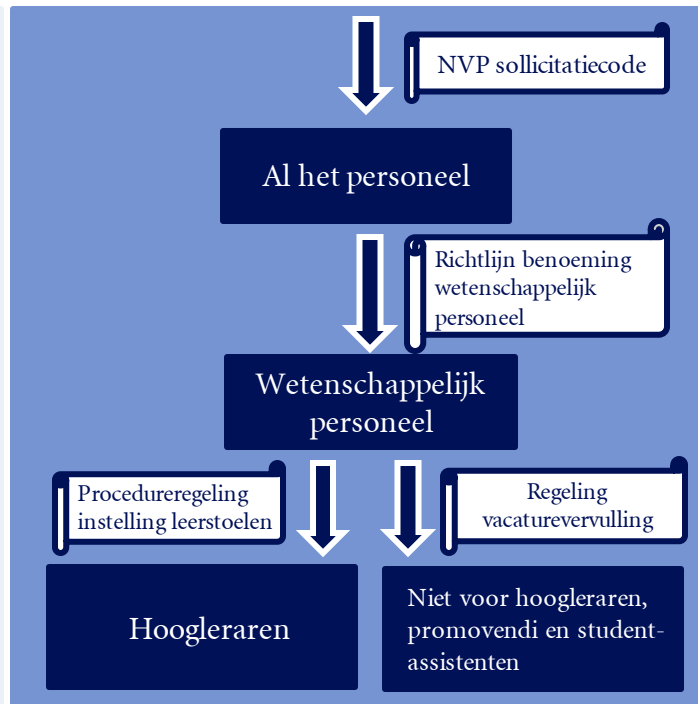 NVP sollicitatiecode
Al het personeel
Richtlijn benoeming
wetenschappelijk
personeel
Wetenschappelijk
personeel
Procedureregeling
instelling leerstoelen
Regeling
vacaturevervulling
Hoogleraren
Niet voor hoogleraren,
promovendi en student-
assistenten